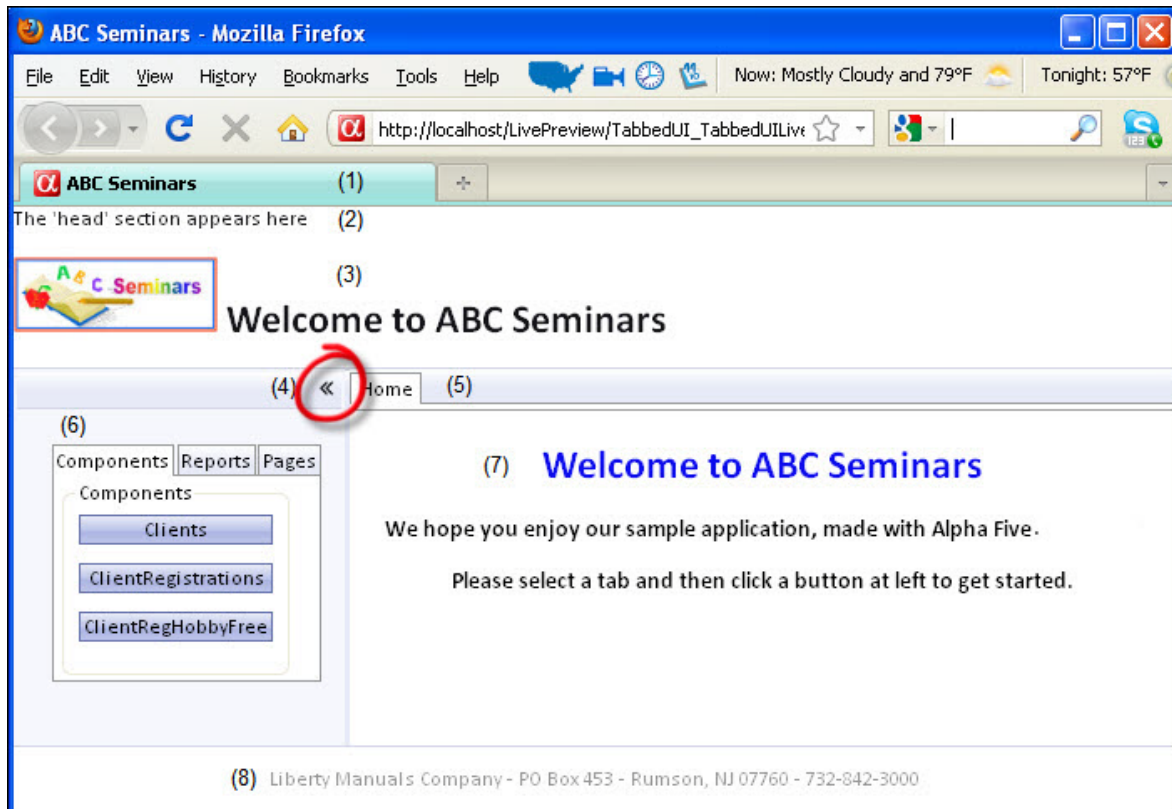 ABC Seminars - Mozilla Firefox
File Edit View History Bookmarks Tools Help Now: Mostly Cloudy and 79°F Tonight: 57°F
http://localhost/LivePreview/TabbedUI_TabbedUILive
ABC Seminars (1)
The 'head' section appears here (2)
(3)
A B C Seminars
Welcome to ABC Seminars
(4) « Home (5)
(6)
Components Reports Pages
Components
Clients
ClientRegistrations
ClientRegHobbyFree
(7) Welcome to ABC Seminars
We hope you enjoy our sample application, made with Alpha Five.
Please select a tab and then click a button at left to get started.
(8) Liberty Manuals Company - PO Box 453 - Rumson, NJ 07760 - 732-842-3000